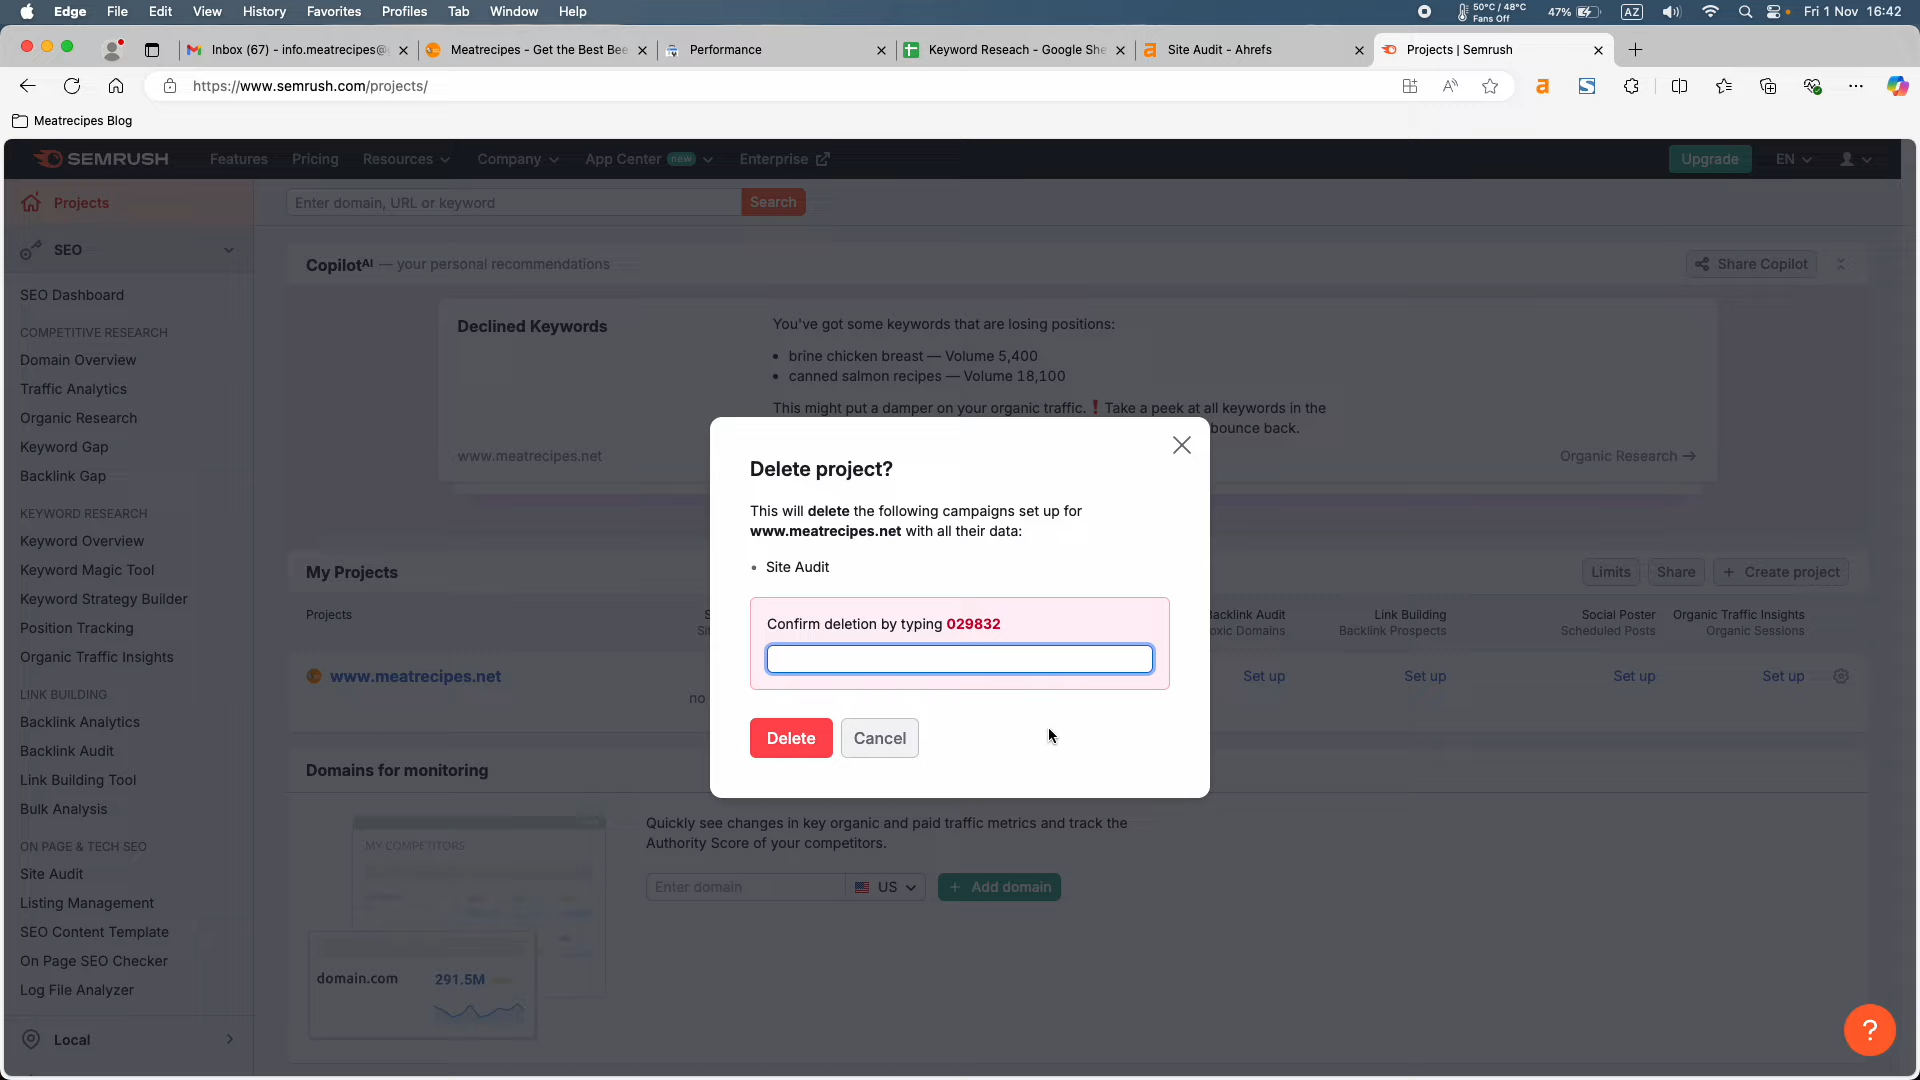 Edge File Edit View History Favorites Profiles Tab Window Help 50°C / 48°C Fans Off 47% AZ Fri 1 Nov 16:42
Inbox (67) - info.meatrecipes@ Meatrecipes - Get the Best Bee Performance Keyword Reseach - Google She Site Audit - Ahrefs Projects | Semrush
https://www.semrush.com/projects/
Meatrecipes Blog
SEMRUSH Features Pricing Resources Company App Center new Enterprise Upgrade EN
Projects
Enter domain, URL or keyword Search
SEO
Copilot AI — your personal recommendations Share Copilot
SEO Dashboard
COMPETITIVE RESEARCH
Domain Overview
Traffic Analytics
Organic Research
Keyword Gap
Backlink Gap
KEYWORD RESEARCH
Keyword Overview
Keyword Magic Tool
Keyword Strategy Builder
Position Tracking
Organic Traffic Insights
LINK BUILDING
Backlink Analytics
Backlink Audit
Link Building Tool
Bulk Analysis
ON PAGE & TECH SEO
Site Audit
Listing Management
SEO Content Template
On Page SEO Checker
Log File Analyzer
Local
Declined Keywords
You've got some keywords that are losing positions:
• brine chicken breast — Volume 5,400
• canned salmon recipes — Volume 18,100
This might put a damper on your organic traffic. ❗ Take a peek at all keywords in the
bounce back.
www.meatrecipes.net Organic Research →
Delete project?
This will delete the following campaigns set up for
www.meatrecipes.net with all their data:
• Site Audit
Confirm deletion by typing 029832
Delete Cancel
My Projects Limits Share + Create project
Projects
Backlink Audit Link Building Social Poster Organic Traffic Insights
Toxic Domains Backlink Prospects Scheduled Posts Organic Sessions
www.meatrecipes.net Set up Set up Set up Set up
no
Domains for monitoring
MY COMPETITORS
domain.com 291.5M
Quickly see changes in key organic and paid traffic metrics and track the
Authority Score of your competitors.
Enter domain US + Add domain
?